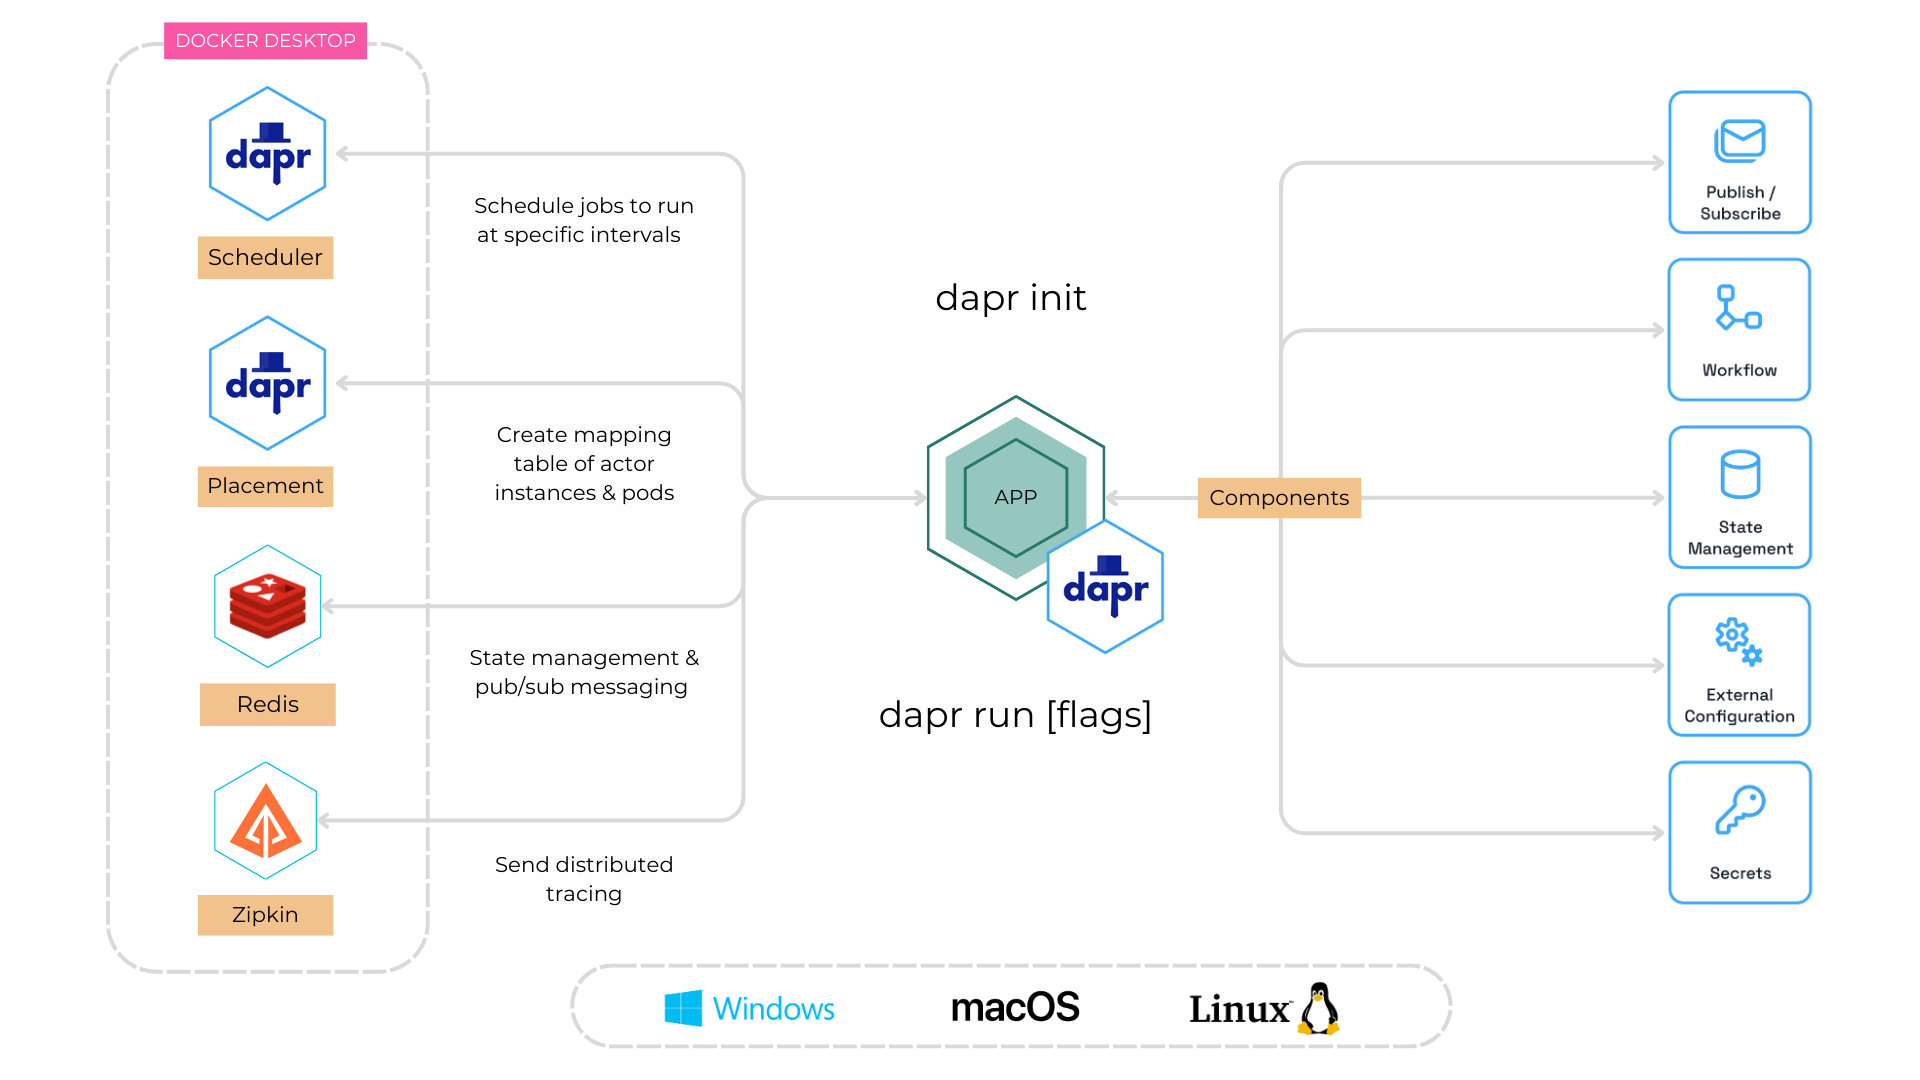 DOCKER DESKTOP
dapr
Scheduler
Schedule jobs to run
at specific intervals
dapr
Placement
Create mapping
table of actor
instances & pods
Redis
State management &
pub/sub messaging
Zipkin
Send distributed
tracing
dapr init
APP
dapr
dapr run [flags]
Components
Publish /
Subscribe
Workflow
State
Management
External
Configuration
Secrets
Windows
macOS
Linux™